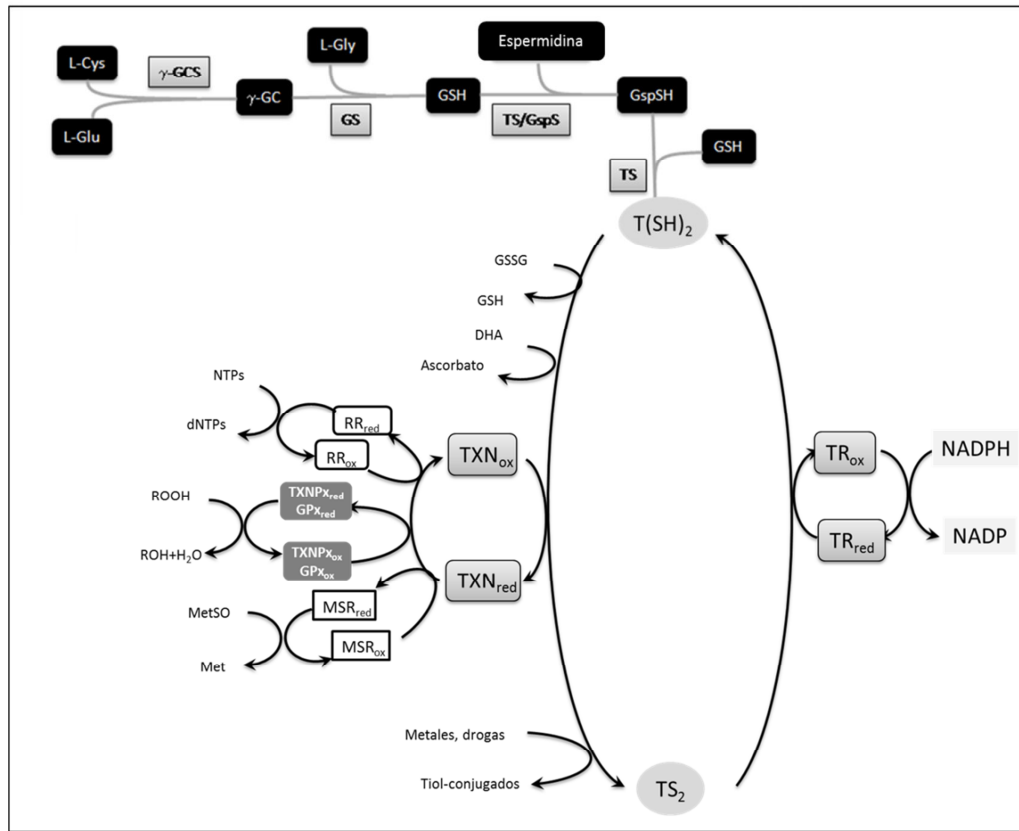 Espermidina
L-Gly
L-Cys
γ-GCS
γ-GC
GSH
GspSH
L-Glu
GS
TS/GspS
GSH
TS
T(SH)₂
GSSG
GSH
DHA
Ascorbato
NTPs
dNTPs
RRred
RRox
TXNox
TRox
NADPH
ROOH
TXNPxred
GPxred
ROH+H₂O
TXNPxox
GPxox
TRred
NADP
TXNred
MetSO
MSRred
MSRox
Met
Metales, drogas
Tiol-conjugados
TS₂